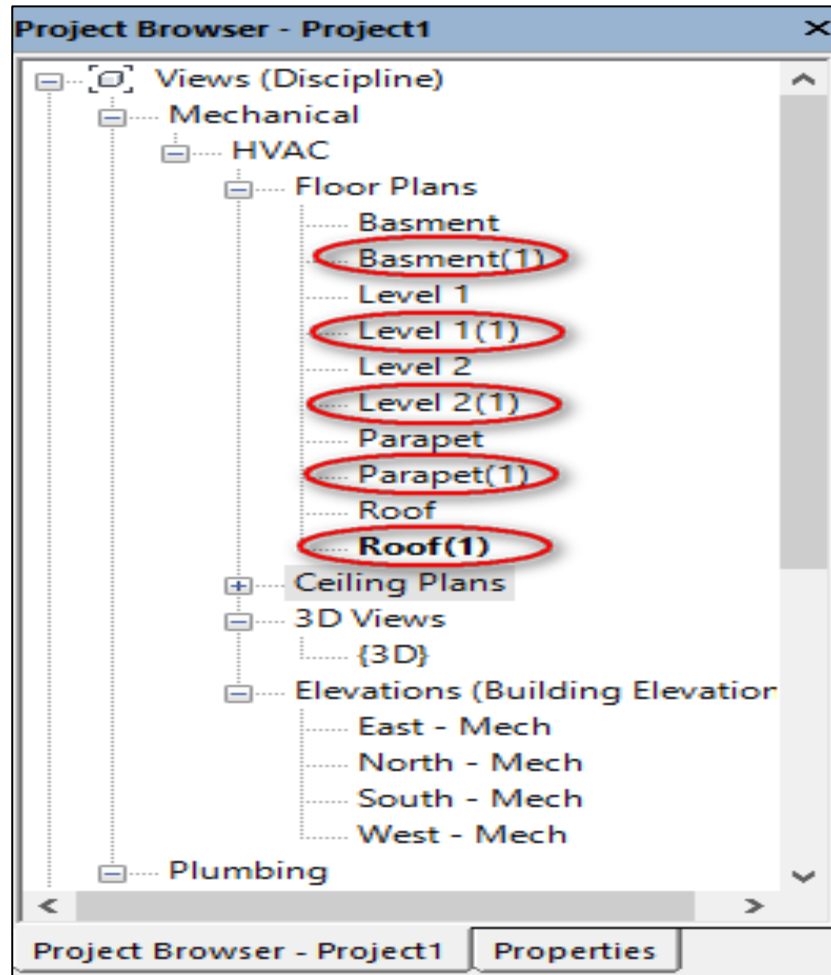 Project Browser - Project1
Views (Discipline)
Mechanical
HVAC
Floor Plans
Basment
Basment(1)
Level 1
Level 1(1)
Level 2
Level 2(1)
Parapet
Parapet(1)
Roof
Roof(1)
Ceiling Plans
3D Views
{3D}
Elevations (Building Elevation
East - Mech
North - Mech
South - Mech
West - Mech
Plumbing
Project Browser - Project1 Properties